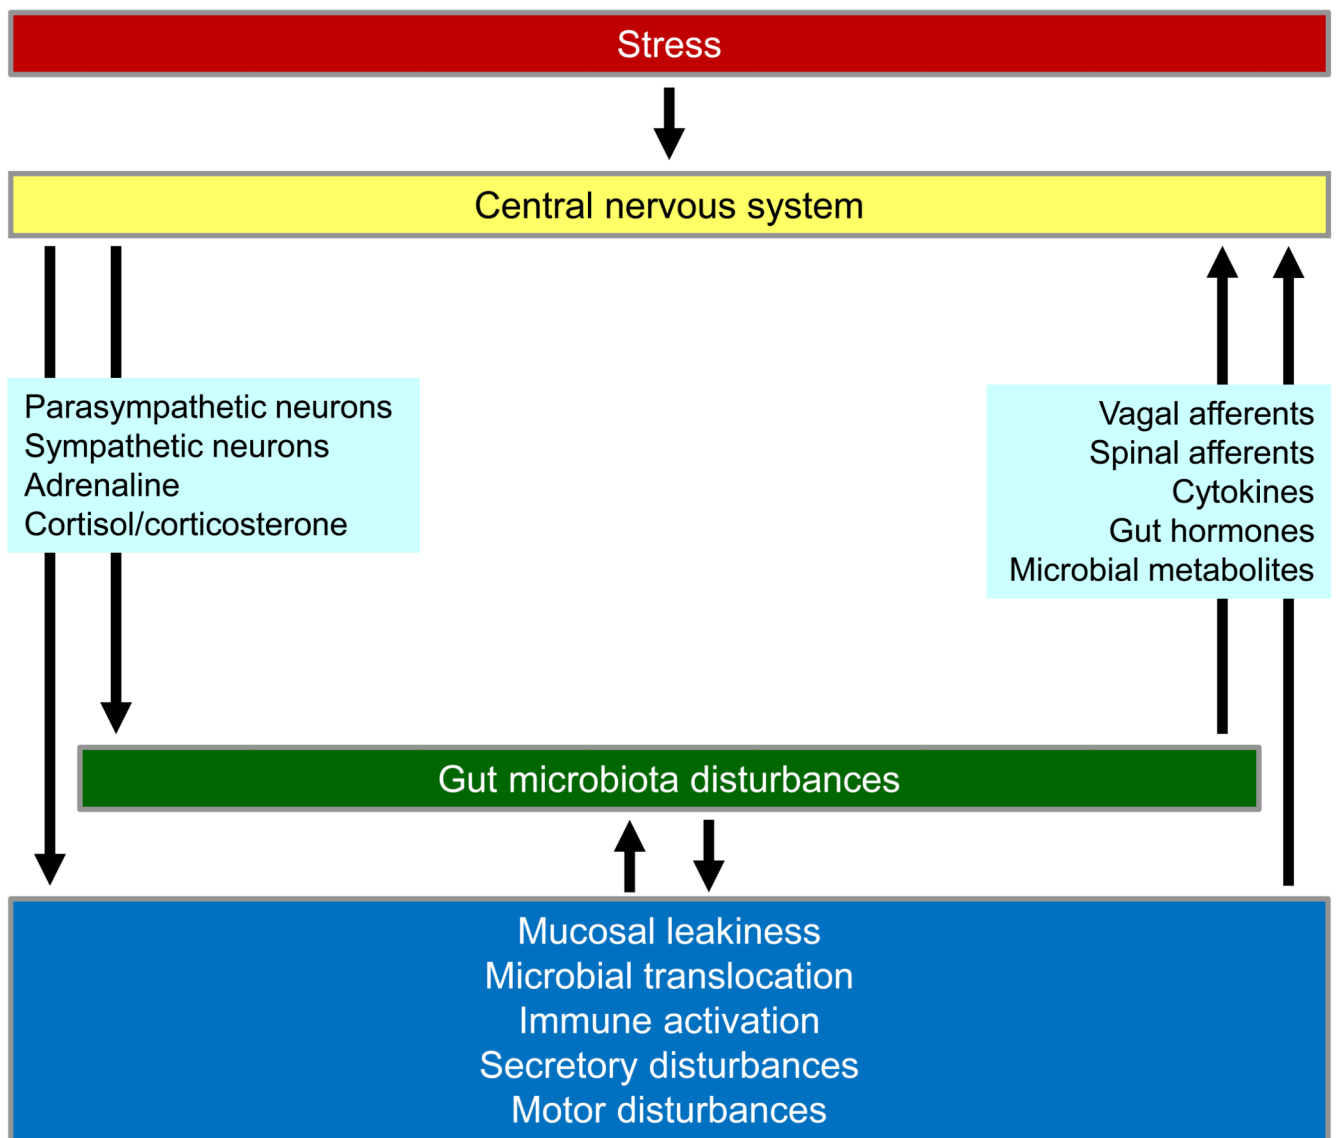 Stress
Central nervous system
Parasympathetic neurons
Sympathetic neurons
Adrenaline
Cortisol/corticosterone
Vagal afferents
Spinal afferents
Cytokines
Gut hormones
Microbial metabolites
Gut microbiota disturbances
Mucosal leakiness
Microbial translocation
Immune activation
Secretory disturbances
Motor disturbances